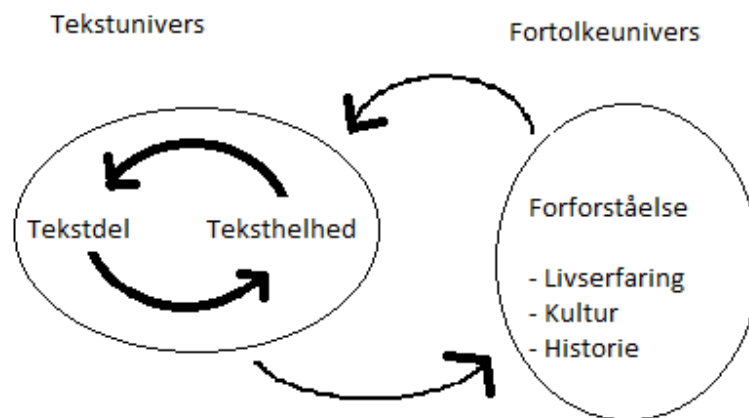 Tekstunivers
Fortolkeunivers
Tekstdel
Teksthelhed
Forforståelse
- Livserfaring
- Kultur
- Historie